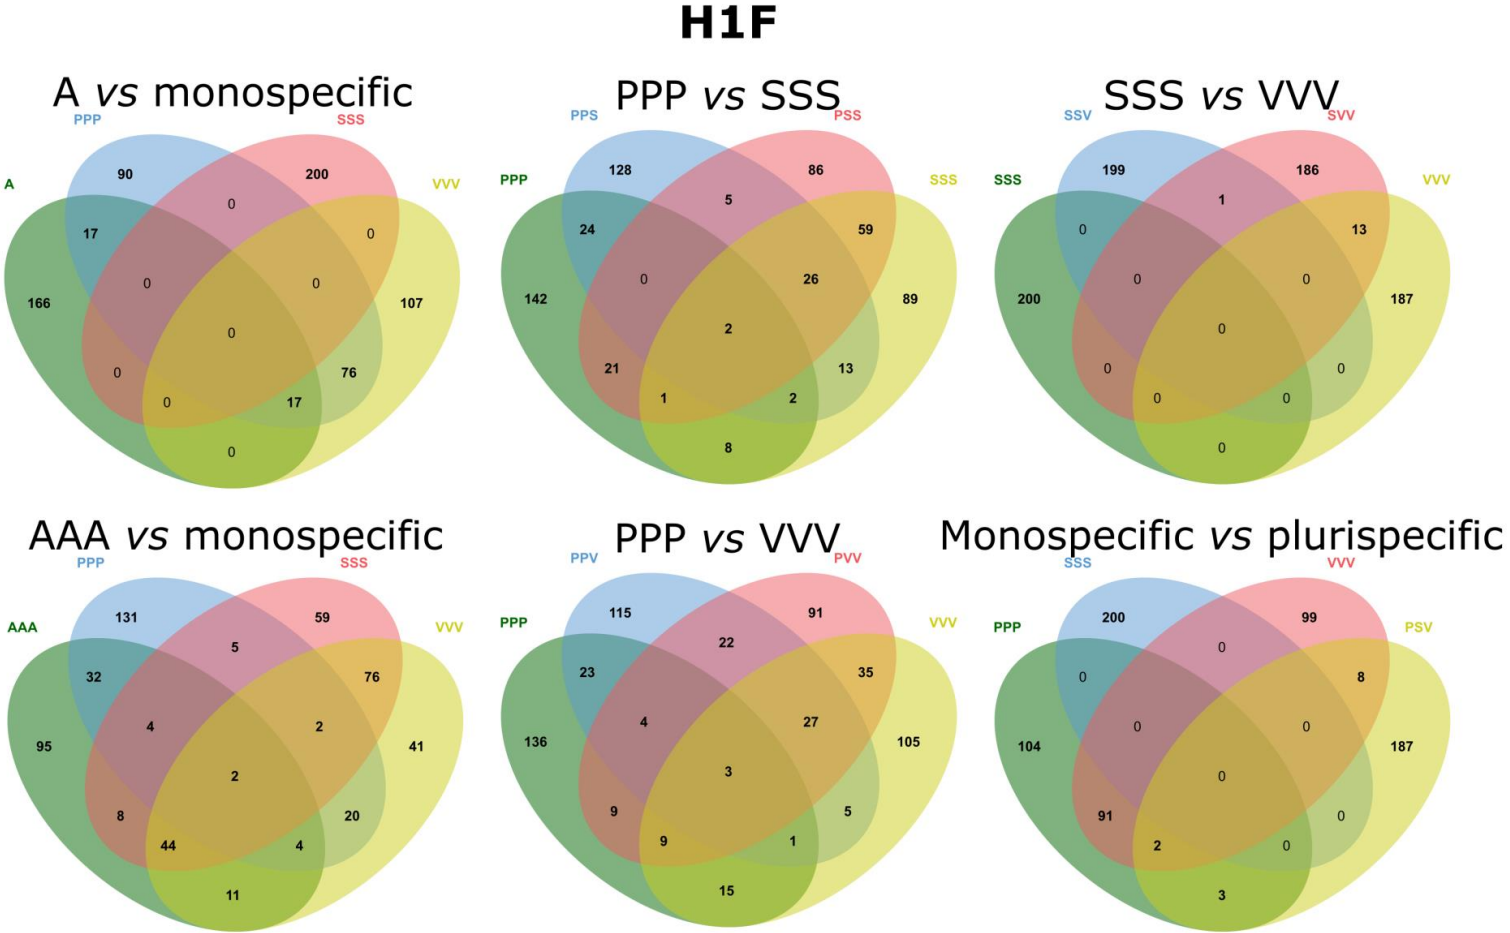 H1F
A vs monospecific
PPP
SSS
A
VVV
90
200
0
17
0
0
0
166
107
0
0
76
0
17
0
PPP vs SSS
PPS
PSS
PPP
SSS
128
86
5
24
59
0
26
142
89
2
21
13
1
2
8
SSS vs VVV
SSV
SVV
SSS
VVV
199
186
1
0
13
0
0
200
187
0
0
0
0
0
0
AAA vs monospecific
PPP
SSS
AAA
VVV
131
59
5
32
76
4
2
95
41
2
8
20
44
4
11
PPP vs VVV
PPV
PVV
PPP
VVV
115
91
22
23
35
4
27
136
105
3
9
5
9
1
15
Monospecific vs plurispecific
SSS
VVV
PPP
PSV
200
99
0
0
8
0
0
104
187
0
91
0
2
0
3